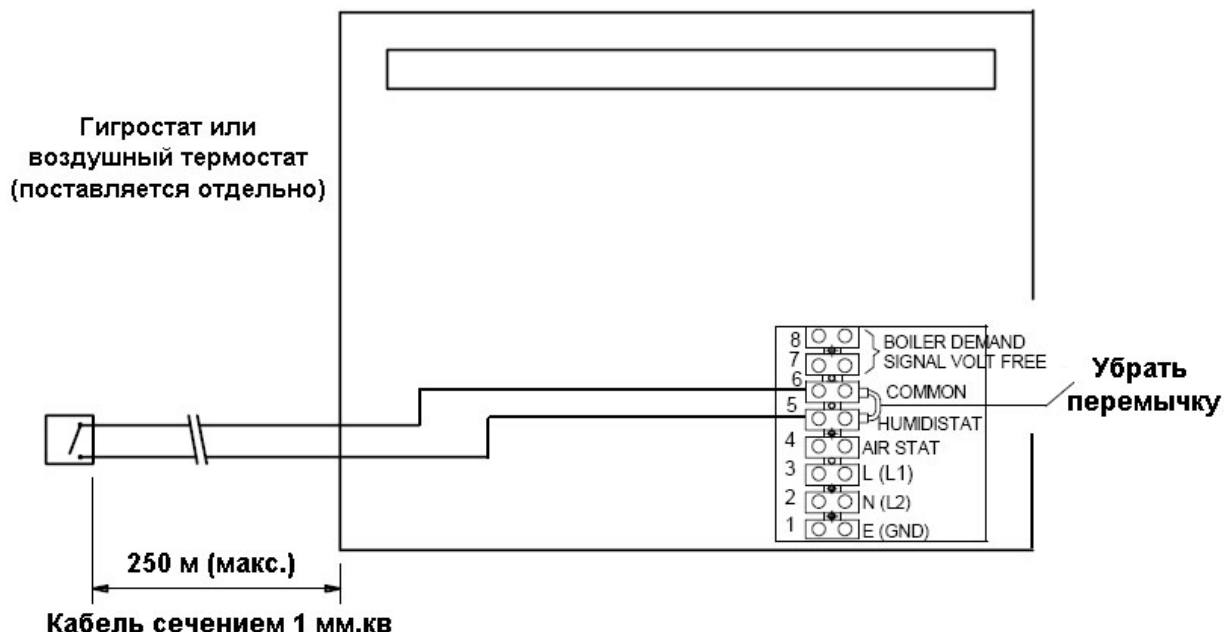 Гигростат или
воздушный термостат
(поставляется отдельно)
8
BOILER DEMAND
7
SIGNAL VOLT FREE
6
COMMON
5
HUMIDISTAT
4
AIR STAT
3
L (L1)
2
N (L2)
1
E (GND)
Убрать
перемычку
250 м (макс.)
Кабель сечением 1 мм.кв